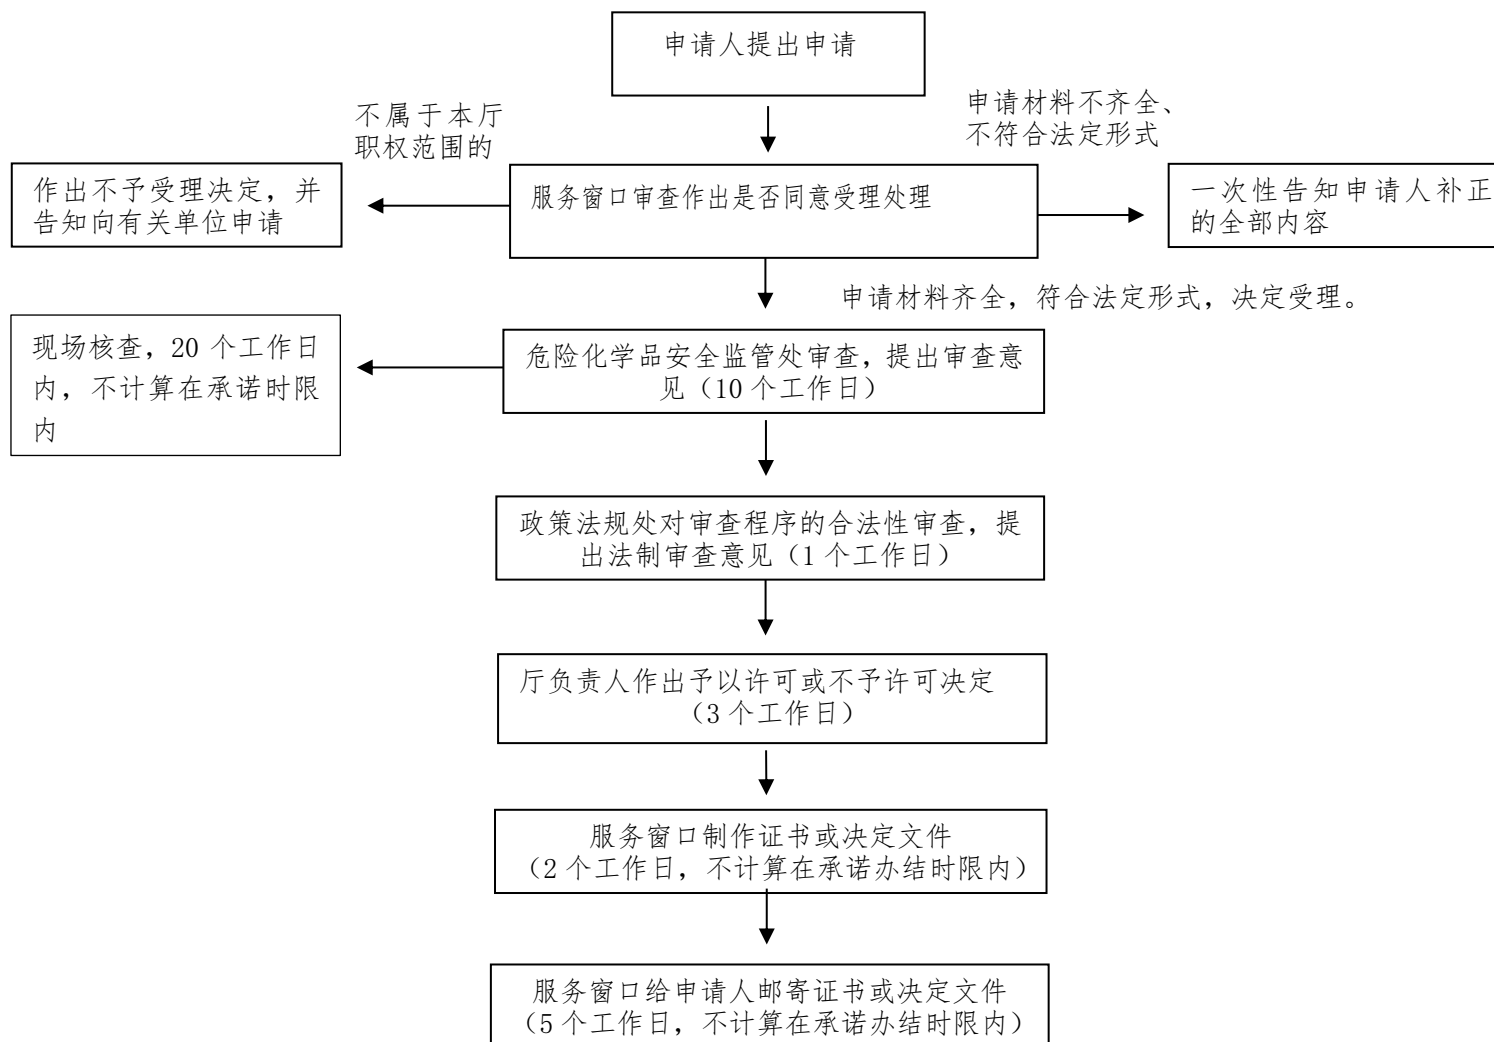 申请人提出申请
不属于本厅
职权范围的
申请材料不齐全、
不符合法定形式
作出不予受理决定，并
告知向有关单位申请
服务窗口审查作出是否同意受理处理
一次性告知申请人补正
的全部内容
申请材料齐全，符合法定形式，决定受理。
现场核查，20 个工作日
内，不计算在承诺时限
内
危险化学品安全监管处审查，提出审查意
见（10 个工作日）
政策法规处对审查程序的合法性审查，提
出法制审查意见（1 个工作日）
厅负责人作出予以许可或不予许可决定
（3 个工作日）
服务窗口制作证书或决定文件
（2 个工作日，不计算在承诺办结时限内）
服务窗口给申请人邮寄证书或决定文件
（5 个工作日，不计算在承诺办结时限内）